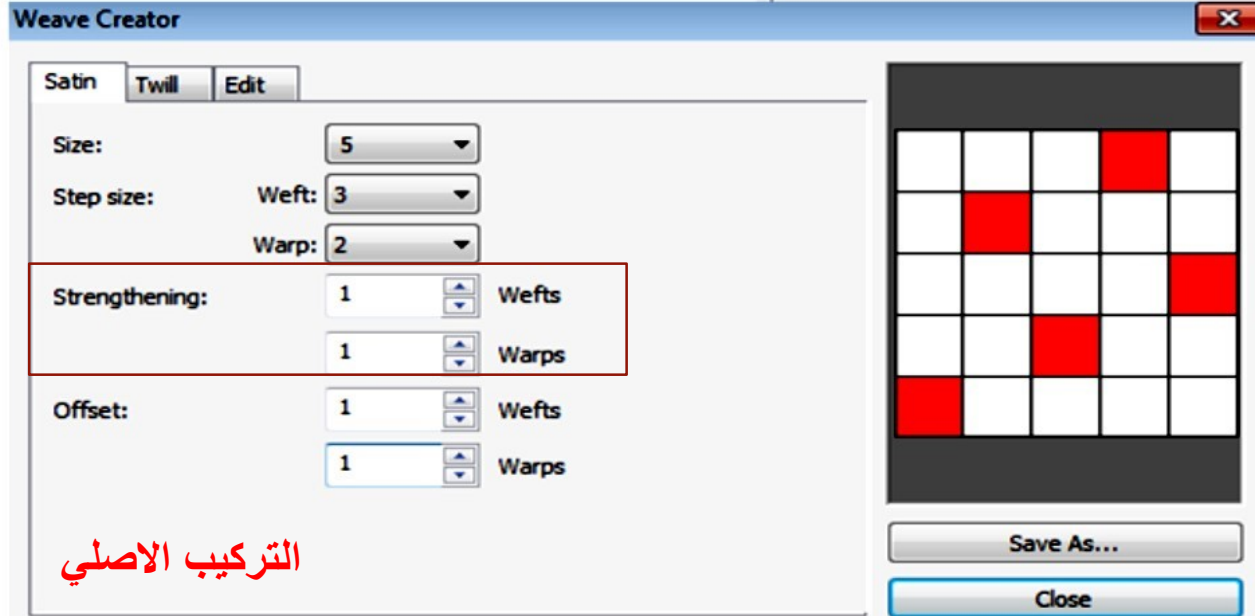 Weave Creator
Satin Twill Edit
Size: 5
Step size: Weft: 3
Warp: 2
Strengthening: 1 Wefts
1 Warps
Offset: 1 Wefts
1 Warps
التركيب الاصلي
Save As...
Close